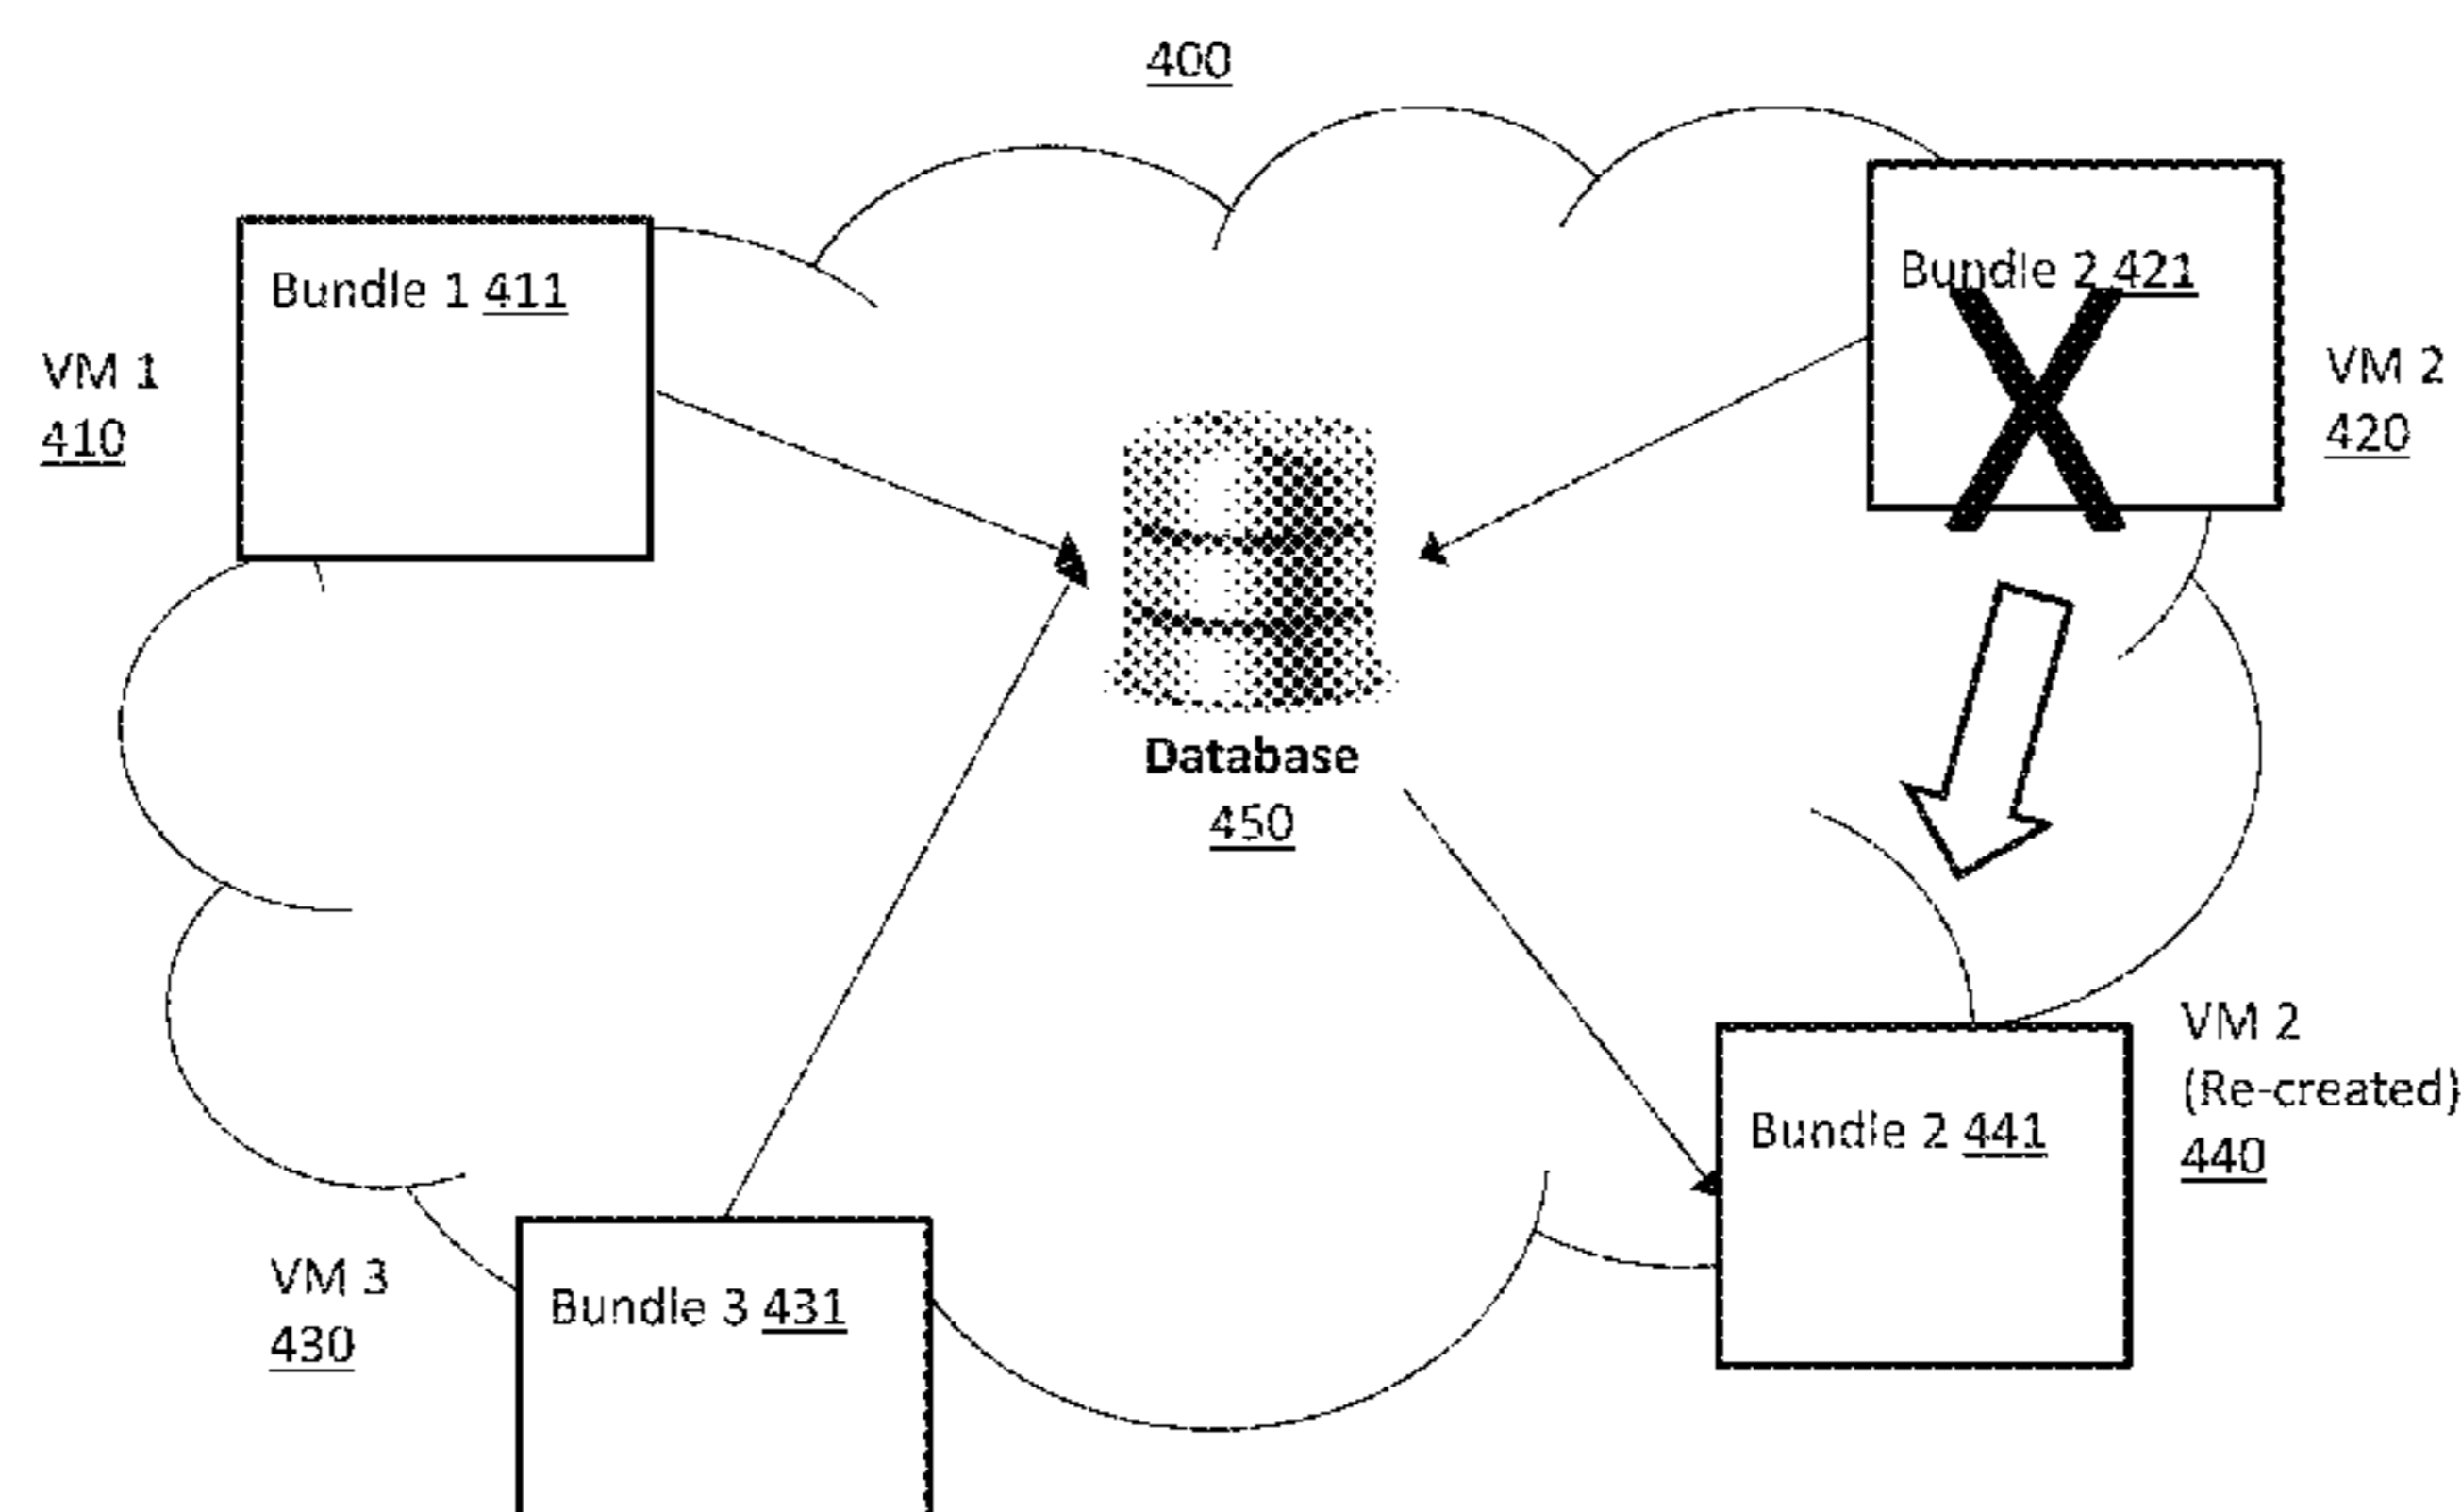 400
Bundle 1 411
VM 1
410
Bundle 2 421
VM 2
420
Database
450
VM 2
(Re-created)
440
Bundle 2 441
VM 3
430
Bundle 3 431